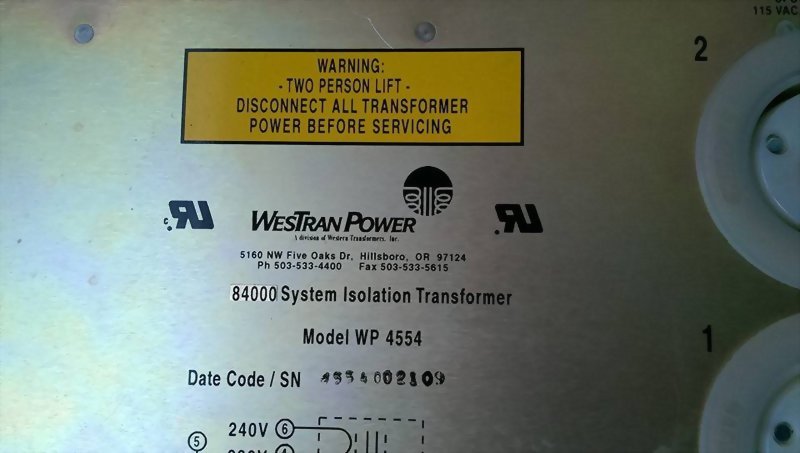 115 VAC
2
WARNING:
- TWO PERSON LIFT -
DISCONNECT ALL TRANSFORMER
POWER BEFORE SERVICING
WESTRAN POWER
A division of Western Transformers, Inc.
5160 NW Five Oaks Dr, Hillsboro, OR 97124
Ph 503-533-4400 Fax 503-533-5615
84000 System Isolation Transformer
Model WP 4554
1
Date Code / SN
240V 6
5